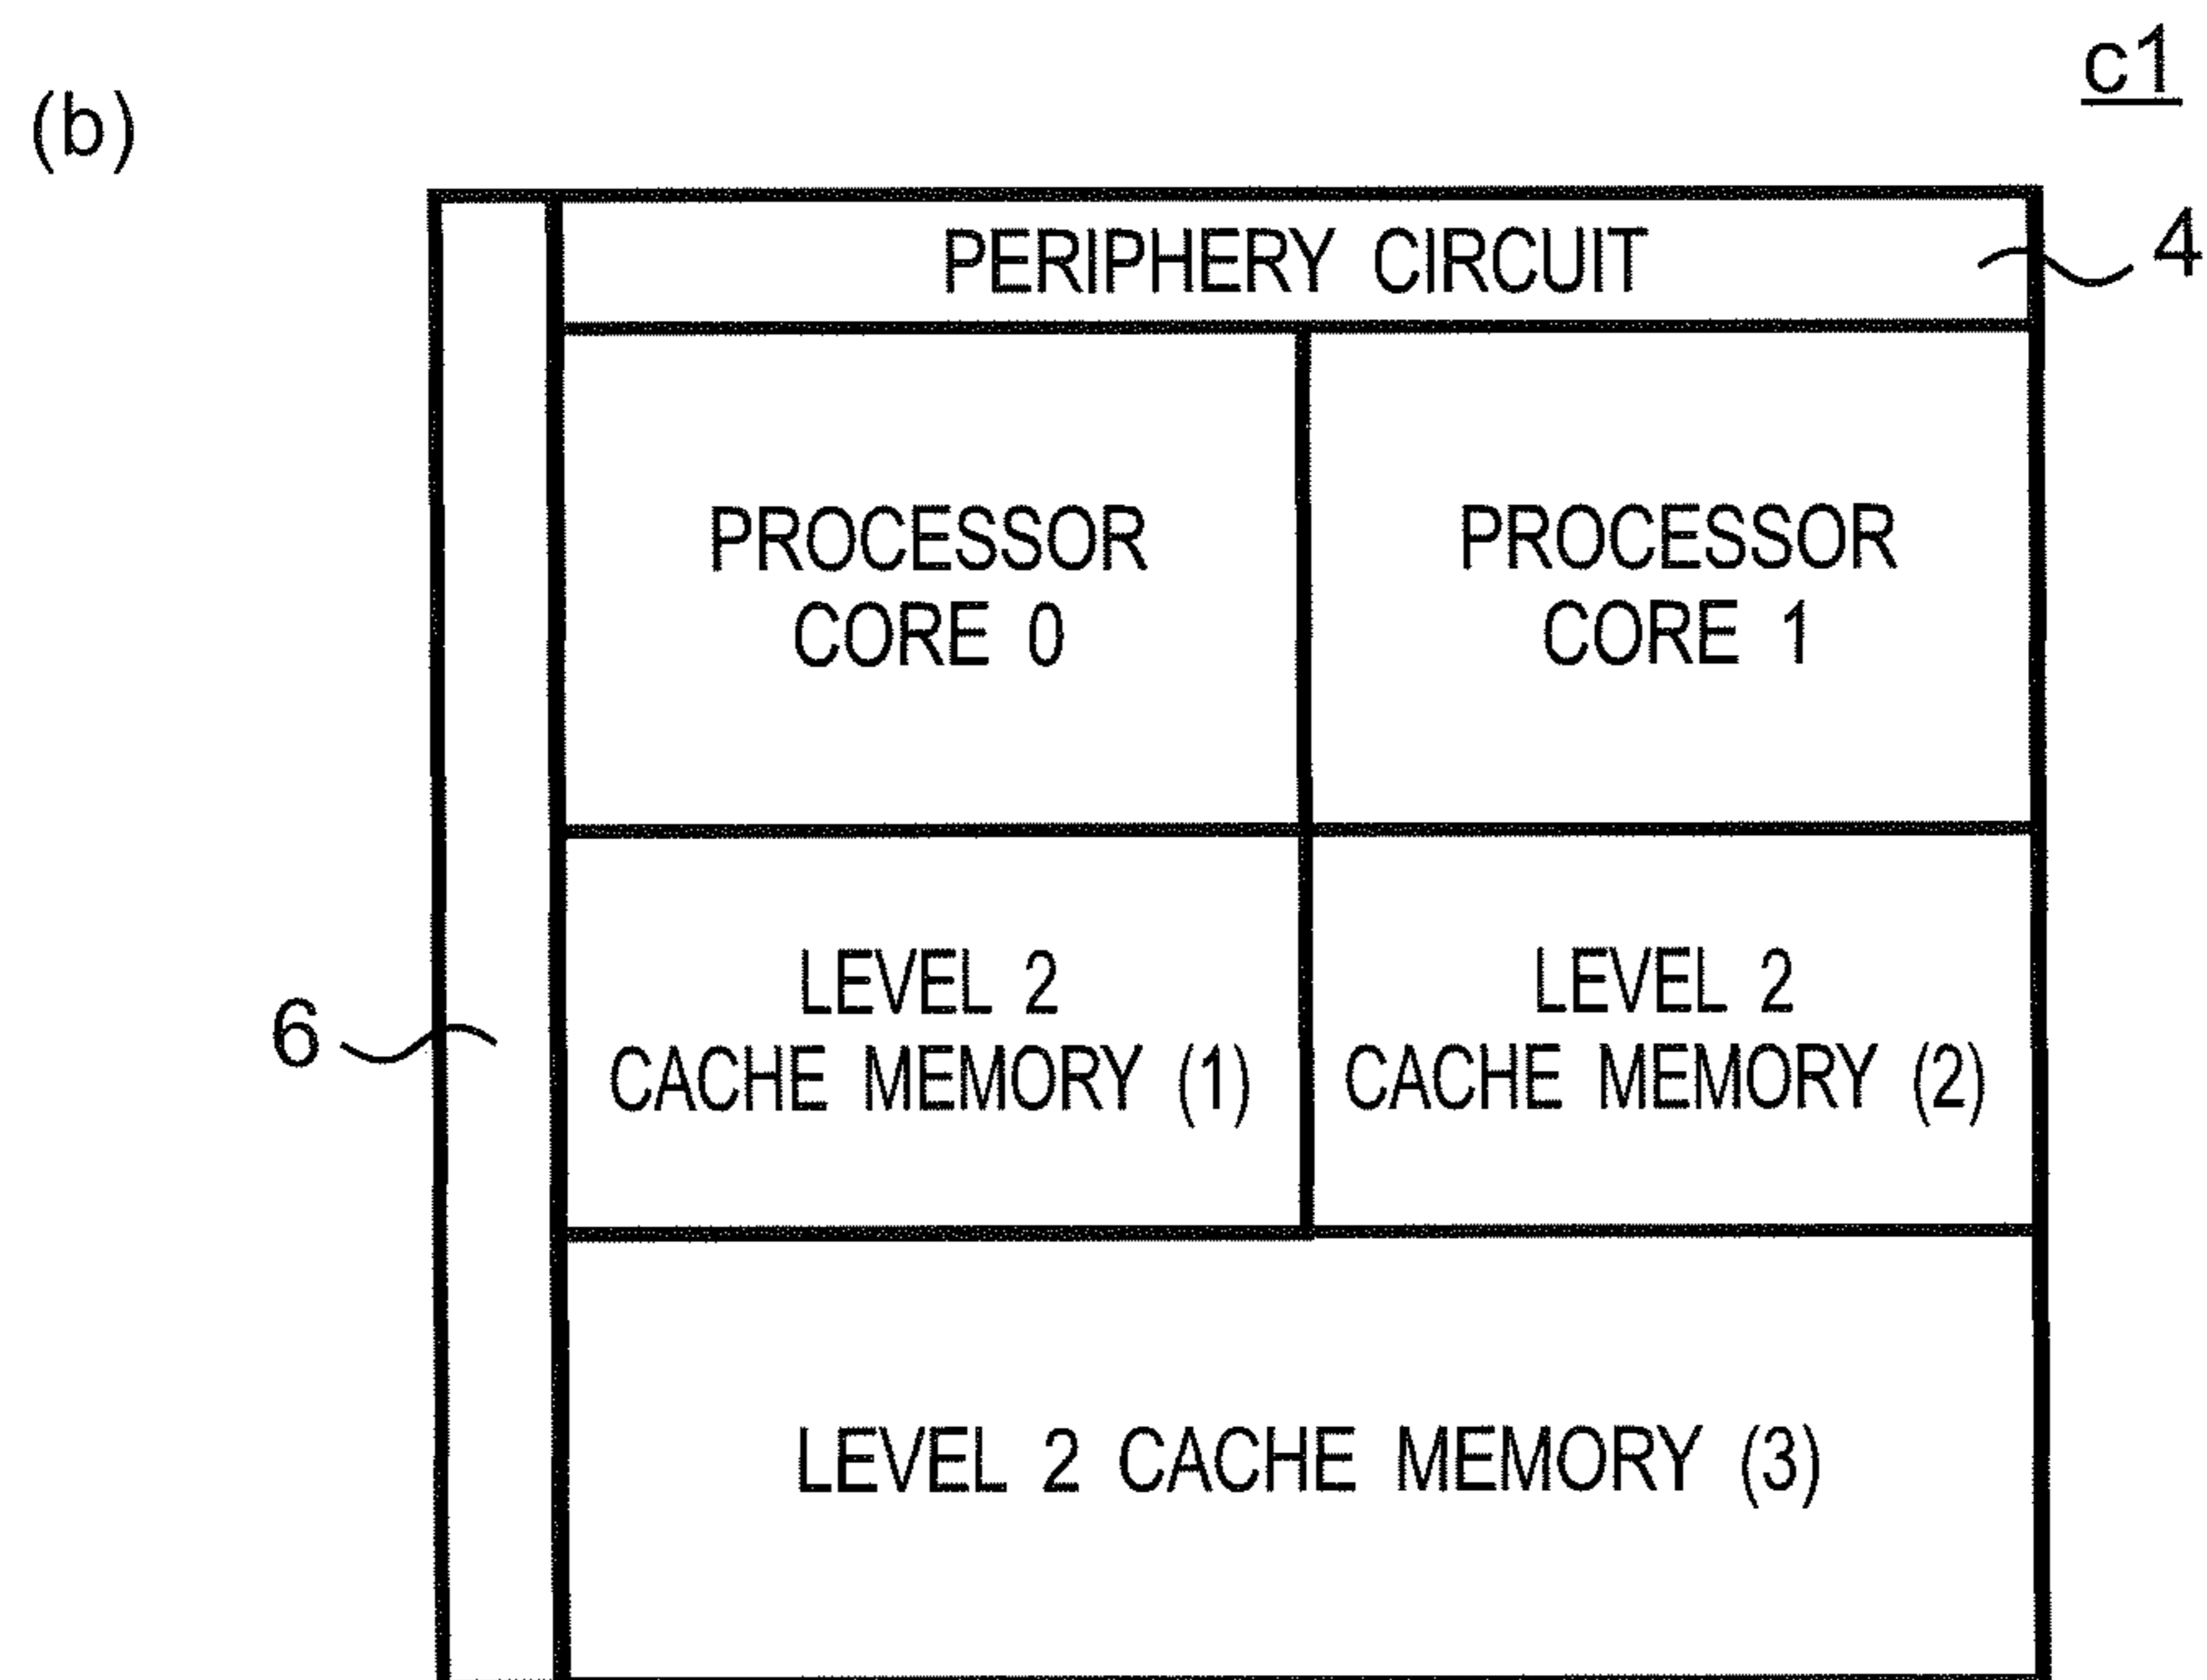 c1
(b)
PERIPHERY CIRCUIT
4
PROCESSOR
CORE 0
PROCESSOR
CORE 1
LEVEL 2
CACHE MEMORY (1)
LEVEL 2
CACHE MEMORY (2)
6
LEVEL 2 CACHE MEMORY (3)